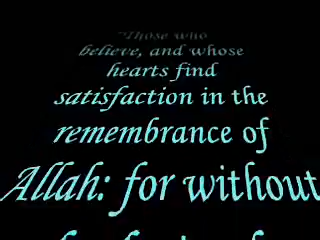 "Those who
believe, and whose
hearts find
satisfaction in the
remembrance of
Allah: for without